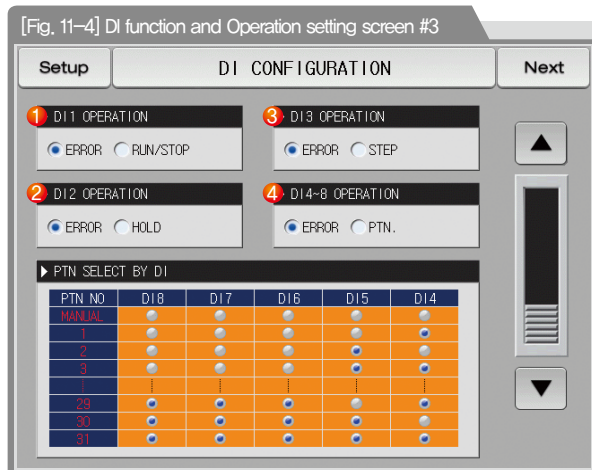 [Fig. 11-4] DI function and Operation setting screen #3
Setup DI CONFIGURATION Next
1 DI1 OPERATION
ERROR RUN/STOP
3 DI3 OPERATION
ERROR STEP
2 DI2 OPERATION
ERROR HOLD
4 DI4~8 OPERATION
ERROR PTN.
PTN SELECT BY DI
PTN NO DI8 DI7 DI6 DI5 DI4
MANUAL
1
2
3
29
30
31